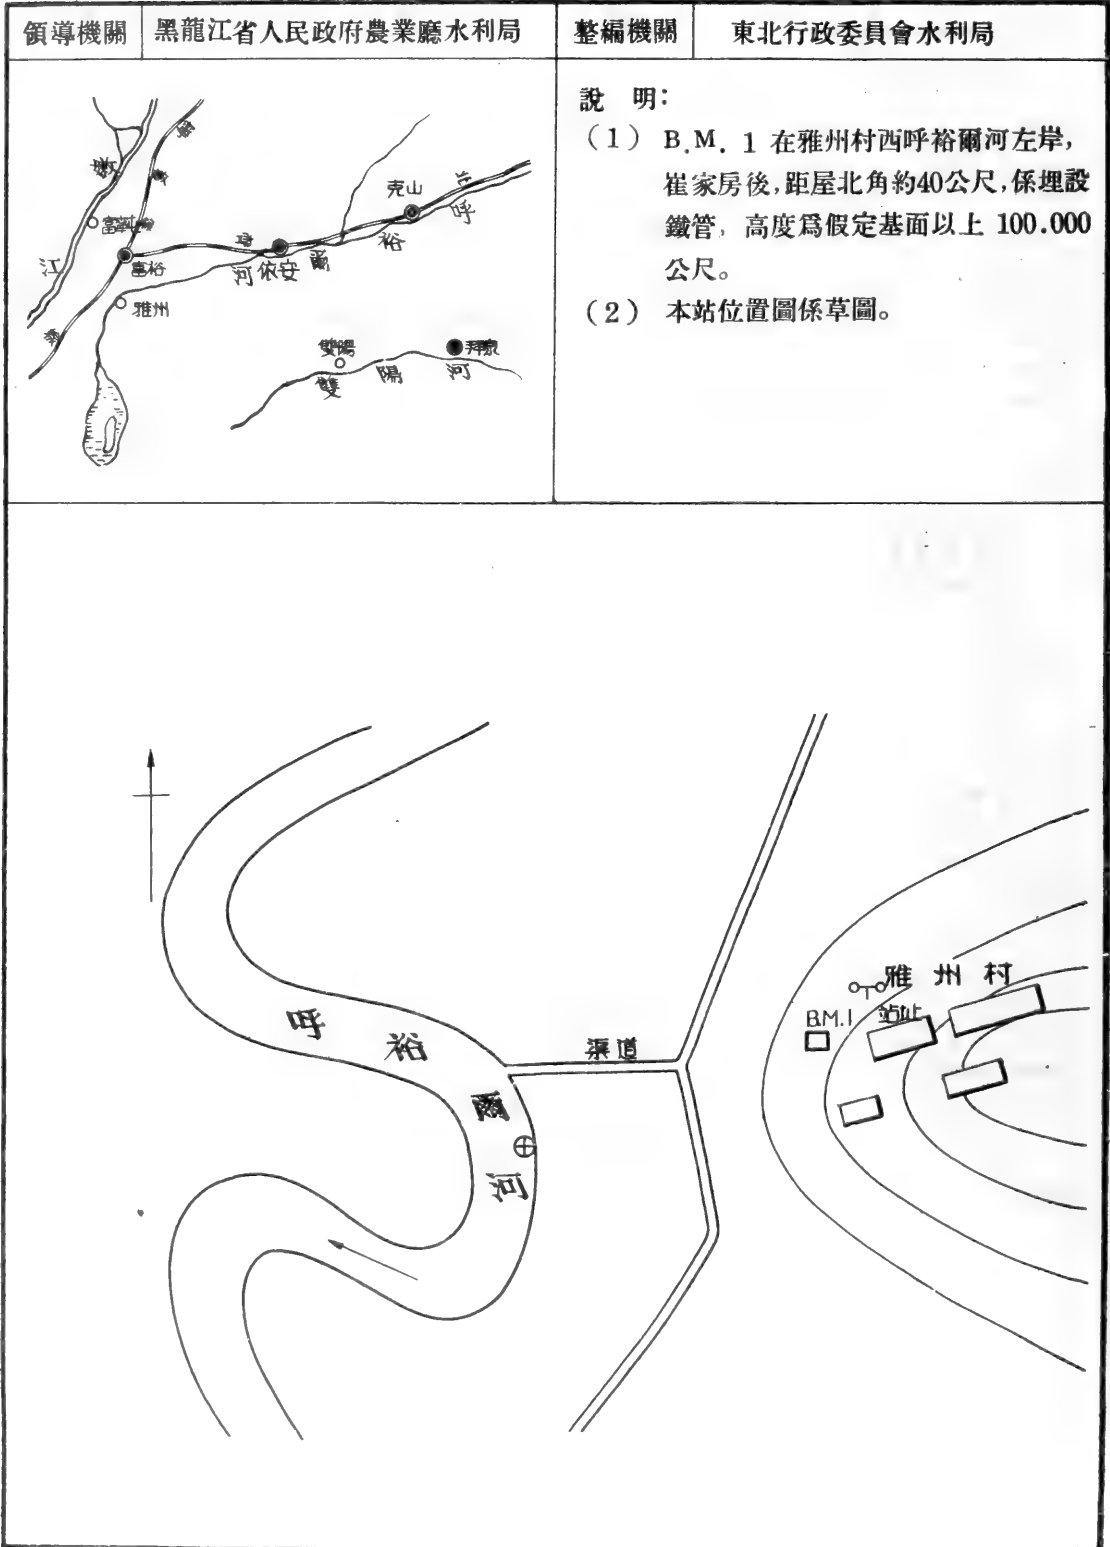 領導機關 黑龍江省人民政府農業廳水利局 整編機關 東北行政委員會水利局
說 明：
（1） B.M. 1 在雅州村西呼裕爾河左岸，
崔家房後，距屋北角約40公尺，係埋設
鐵管，高度爲假定基面以上 100.000
公尺。
（2） 本站位置圖係草圖。
嫩
江
富裕
雅州
河
依安
爾
裕
克山
北
呼
雙陽
拜泉
雙 陽 河
雅 州 村
B.M.1 站址
呼 裕 爾 河
渠道